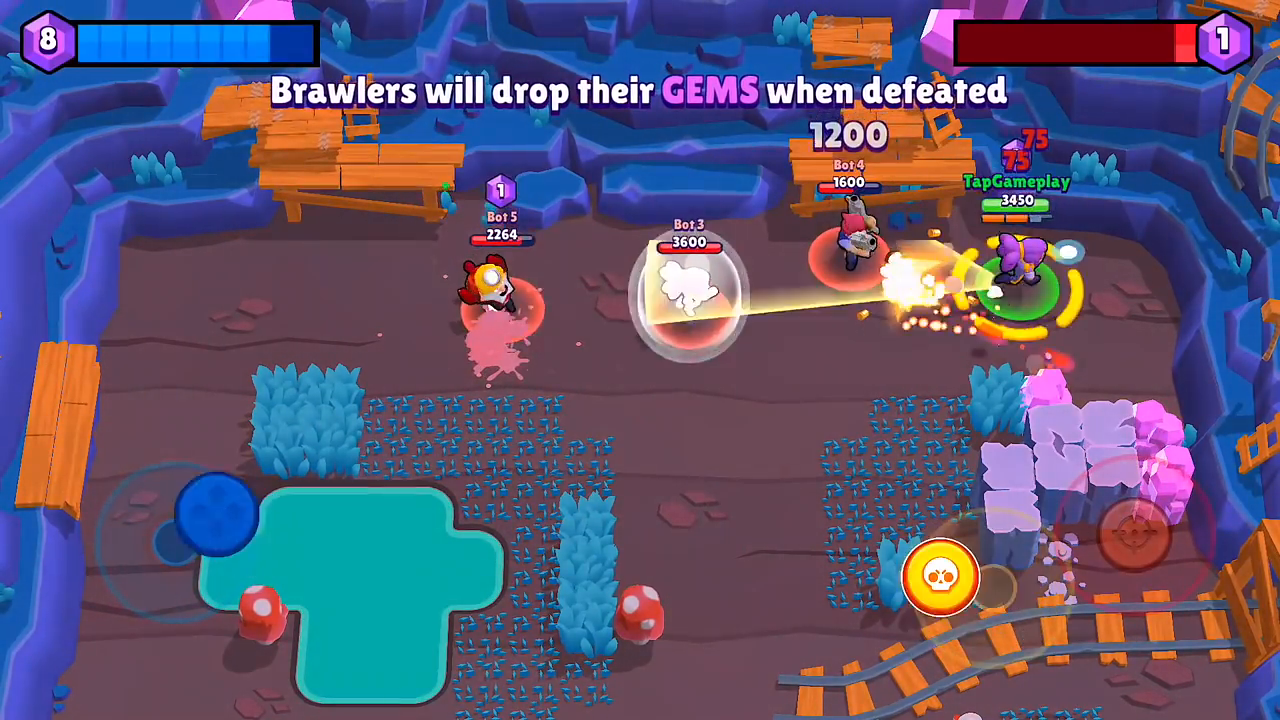 8
1
Brawlers will drop their GEMS when defeated
1200
75
75
Bot 4
1600
TapGameplay
3450
1
Bot 5
2264
Bot 3
3600